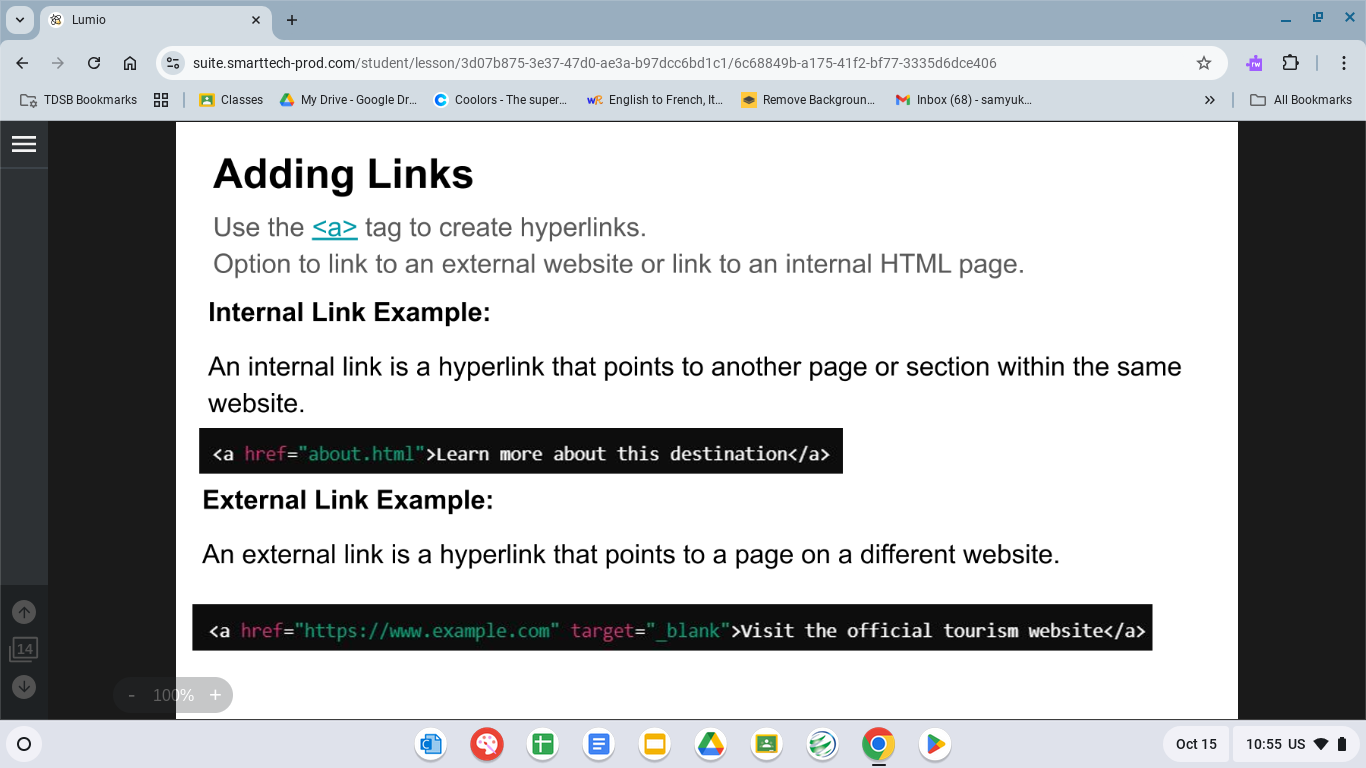 Lumio
suite.smarttech-prod.com/student/lesson/3d07b875-3e37-47d0-ae3a-b97dcc6bd1c1/6c68849b-a175-41f2-bf77-3335d6dce406
TDSB Bookmarks
Classes
My Drive - Google Dr...
Coolors - The super...
English to French, It...
Remove Backgroun...
Inbox (68) - samyuk...
All Bookmarks
Adding Links
Use the <a> tag to create hyperlinks.
Option to link to an external website or link to an internal HTML page.
Internal Link Example:
An internal link is a hyperlink that points to another page or section within the same
website.
<a href="about.html">Learn more about this destination</a>
External Link Example:
An external link is a hyperlink that points to a page on a different website.
<a href="https://www.example.com" target="_blank">Visit the official tourism website</a>
14
- 100% +
Oct 15
10:55 US